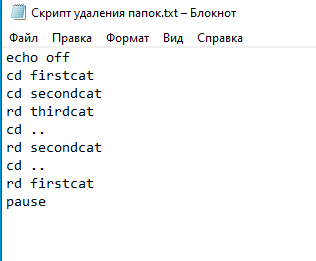 Скрипт удаления папок.txt – Блокнот
Файл Правка Формат Вид Справка
echo off
cd firstcat
cd secondcat
rd thirdcat
cd ..
rd secondcat
cd ..
rd firstcat
pause